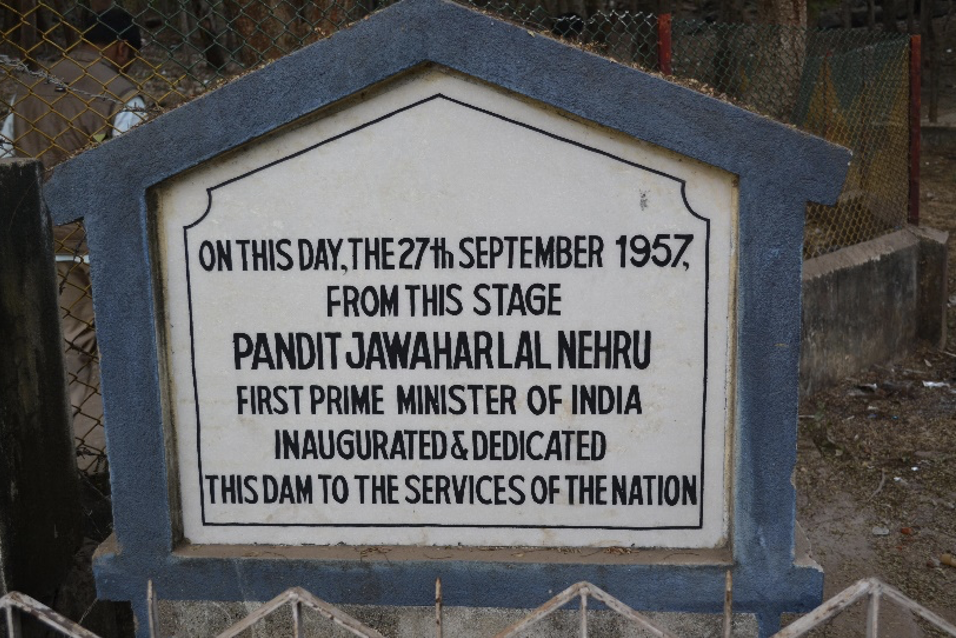 ON THIS DAY, THE 27th SEPTEMBER 1957,
FROM THIS STAGE
PANDIT JAWAHARLAL NEHRU
FIRST PRIME MINISTER OF INDIA
INAUGURATED & DEDICATED
THIS DAM TO THE SERVICES OF THE NATION